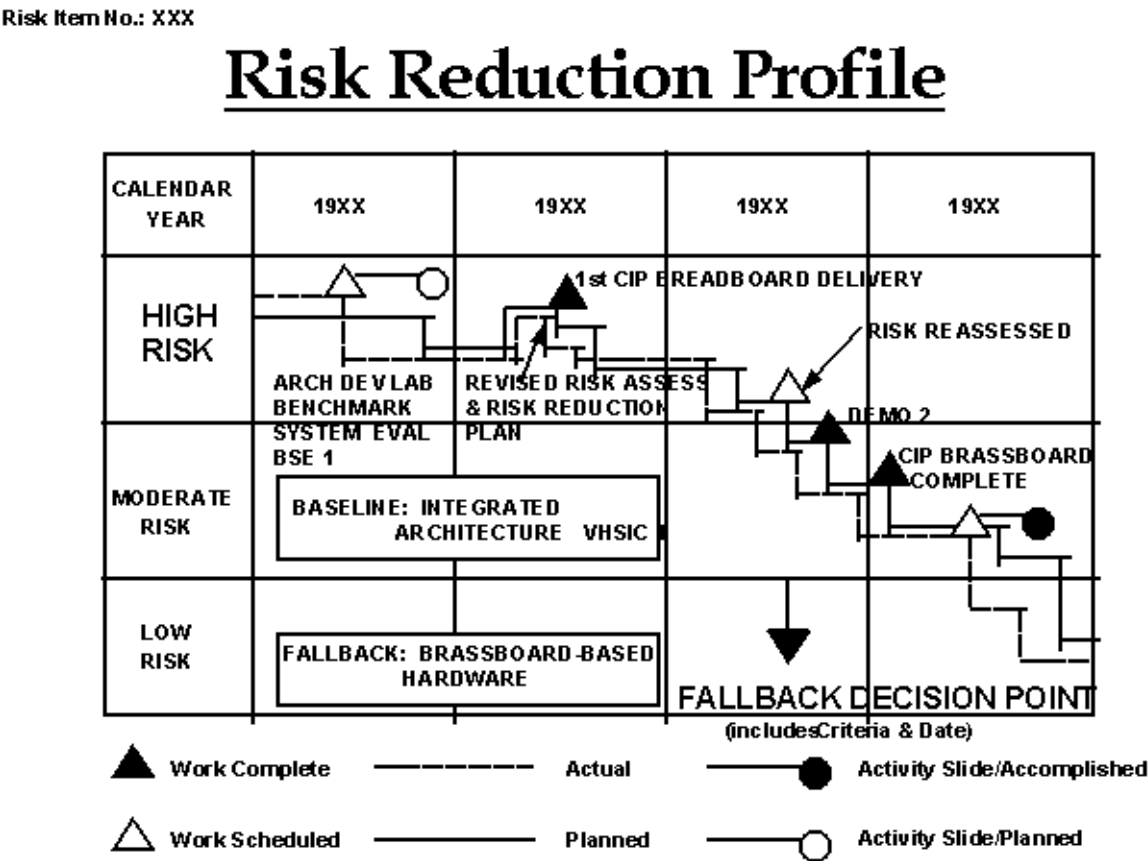 Risk Item No.: XXX
Risk Reduction Profile
CALENDAR
YEAR
19XX
19XX
19XX
19XX
HIGH
RISK
1st CIP BREADBOARD DELIVERY
RISK REASSESSED
ARCH DEV LAB
BENCHMARK
SYSTEM EVAL
BSE 1
REVISED RISK ASSESS
& RISK REDUCTION
PLAN
DEMO 2
CIP BRASSBOARD
COMPLETE
MODERATE
RISK
BASELINE: INTEGRATED
ARCHITECTURE VHSIC
LOW
RISK
FALLBACK: BRASSBOARD-BASED
HARDWARE
FALLBACK DECISION POINT
(includesCriteria & Date)
Work Complete
Actual
Activity Slide/Accomplished
Work Scheduled
Planned
Activity Slide/Planned